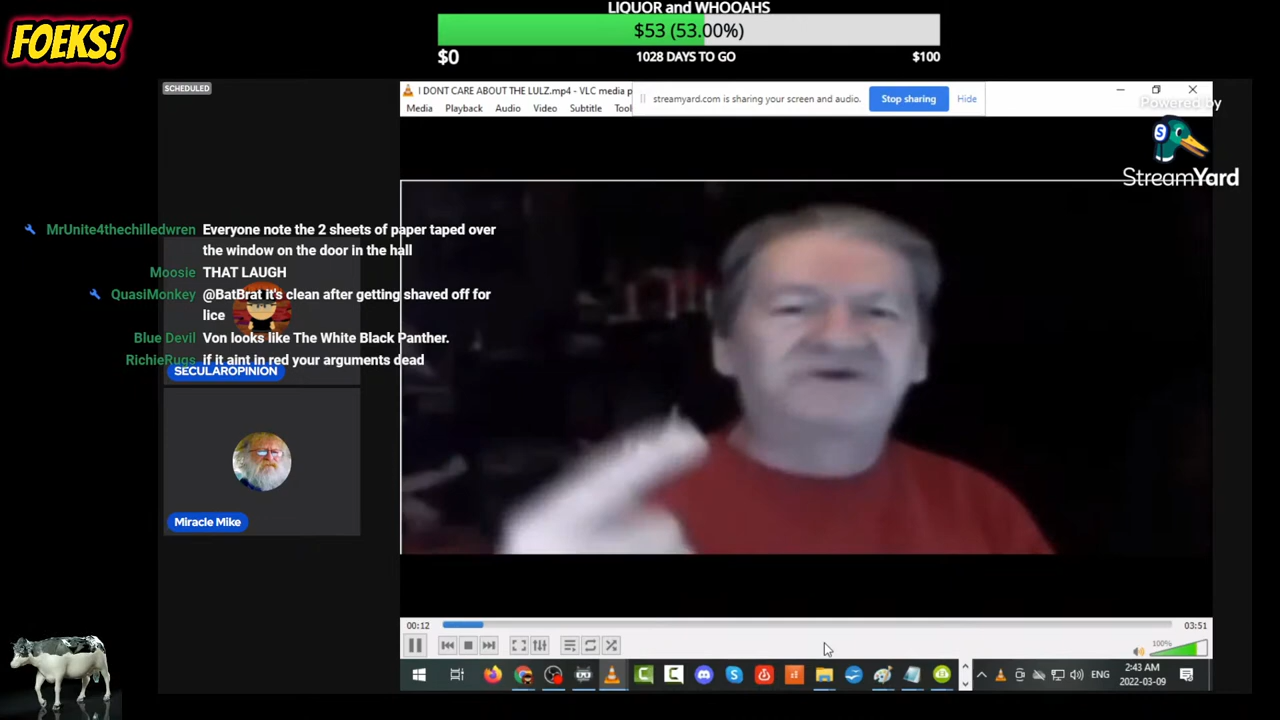 FOEKS!
LIQUOR and WHOOAHS
$53 (53.00%)
$0
1028 DAYS TO GO
$100
SCHEDULED
I DONT CARE ABOUT THE LULZ.mp4 - VLC media p
streamyard.com is sharing your screen and audio.
Stop sharing
Hide
Media
Playback
Audio
Video
Subtitle
Tool
Powered by
S
StreamYard
MrUnite4thechilledwren Everyone note the 2 sheets of paper taped over
the window on the door in the hall
Moosie THAT LAUGH
QuasiMonkey @BatBrat it's clean after getting shaved off for
lice
Blue Devil Von looks like The White Black Panther.
RichieRugs if it aint in red your arguments dead
SECULAROPINION
Miracle Mike
00:12
03:51
100%
ENG
2:43 AM
2022-03-09